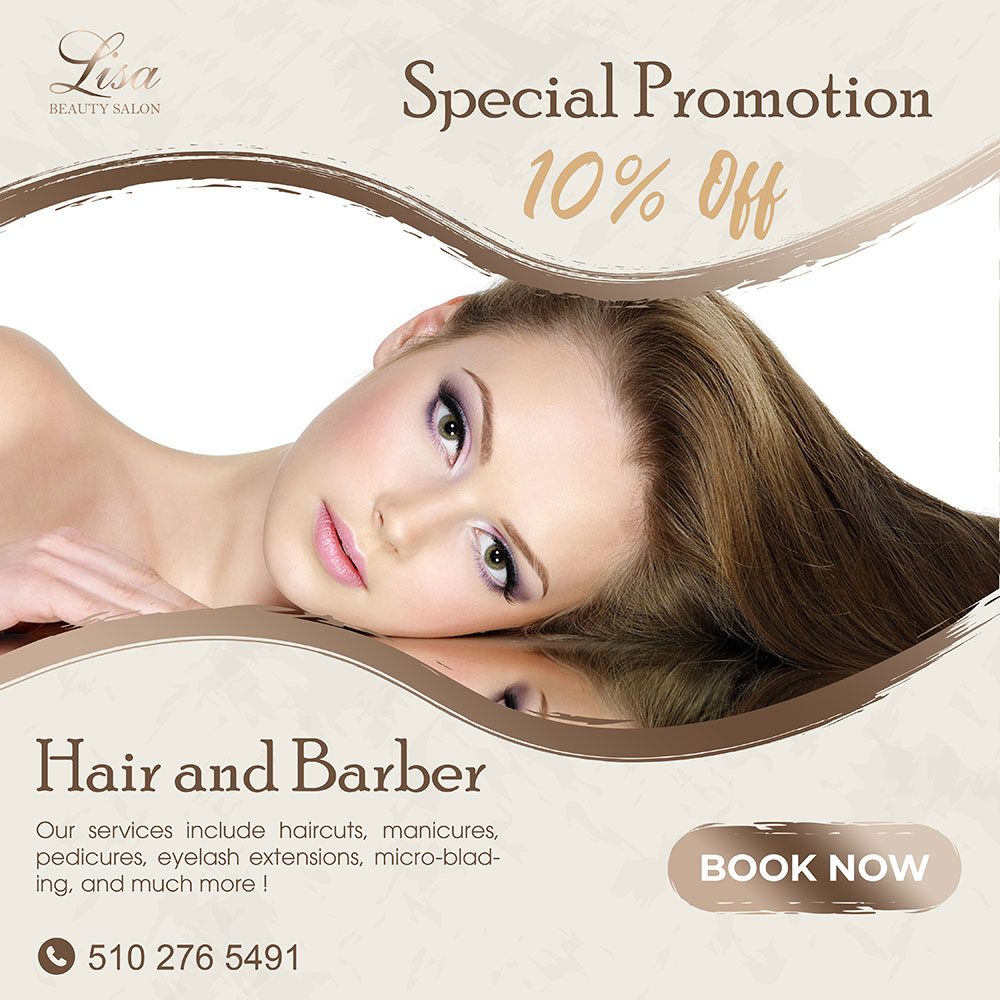 Lisa
BEAUTY SALON
Special Promotion
10% Off
Hair and Barber
Our services include haircuts, manicures,
pedicures, eyelash extensions, micro-blad-
ing, and much more !
BOOK NOW
510 276 5491